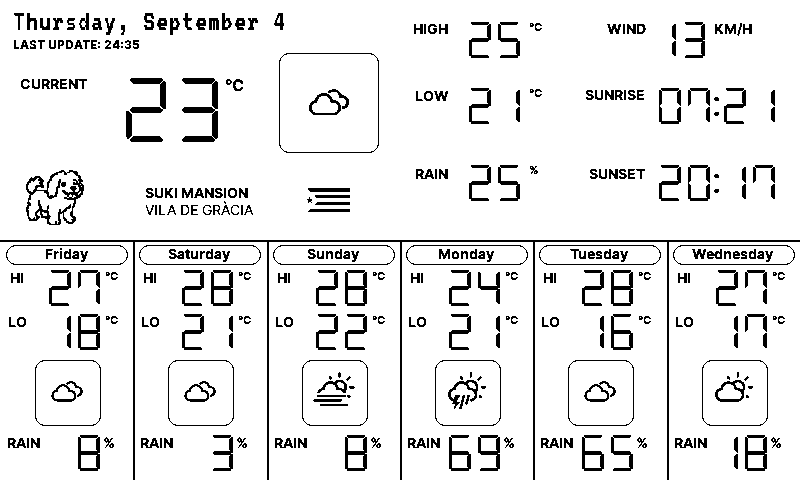 Thursday, September 4
LAST UPDATE: 24:35
CURRENT 23 °C
HIGH 25 °C
WIND 13 KM/H
LOW 21 °C
SUNRISE 07:21
RAIN 25 %
SUNSET 20:17
SUKI MANSION
VILA DE GRÀCIA
Friday
HI 27 °C
LO 18 °C
RAIN 8 %
Saturday
HI 28 °C
LO 21 °C
RAIN 3 %
Sunday
HI 28 °C
LO 22 °C
RAIN 8 %
Monday
HI 24 °C
LO 21 °C
RAIN 69 %
Tuesday
HI 28 °C
LO 16 °C
RAIN 65 %
Wednesday
HI 27 °C
LO 17 °C
RAIN 18 %